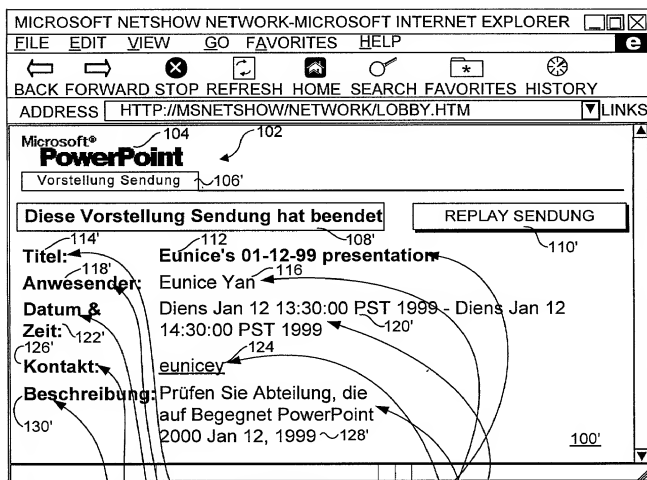 MICROSOFT NETSHOW NETWORK-MICROSOFT INTERNET EXPLORER
FILE EDIT VIEW GO FAVORITES HELP e
BACK FORWARD STOP REFRESH HOME SEARCH FAVORITES HISTORY
ADDRESS HTTP://MSNETSHOW/NETWORK/LOBBY.HTM LINKS
Microsoft® 104 102
PowerPoint
Vorstellung Sendung 106'
Diese Vorstellung Sendung hat beendet REPLAY SENDUNG
114' 112 108' 110'
Titel: Eunice's 01-12-99 presentation
118' 116
Anwesender: Eunice Yan
Datum & Diens Jan 12 13:30:00 PST 1999 - Diens Jan 12
Zeit: 122' 14:30:00 PST 1999 120'
126' 124
Kontakt: eunicey
Beschreibung: Prüfen Sie Abteilung, die
130' auf Begegnet PowerPoint
2000 Jan 12, 1999 128' 100'